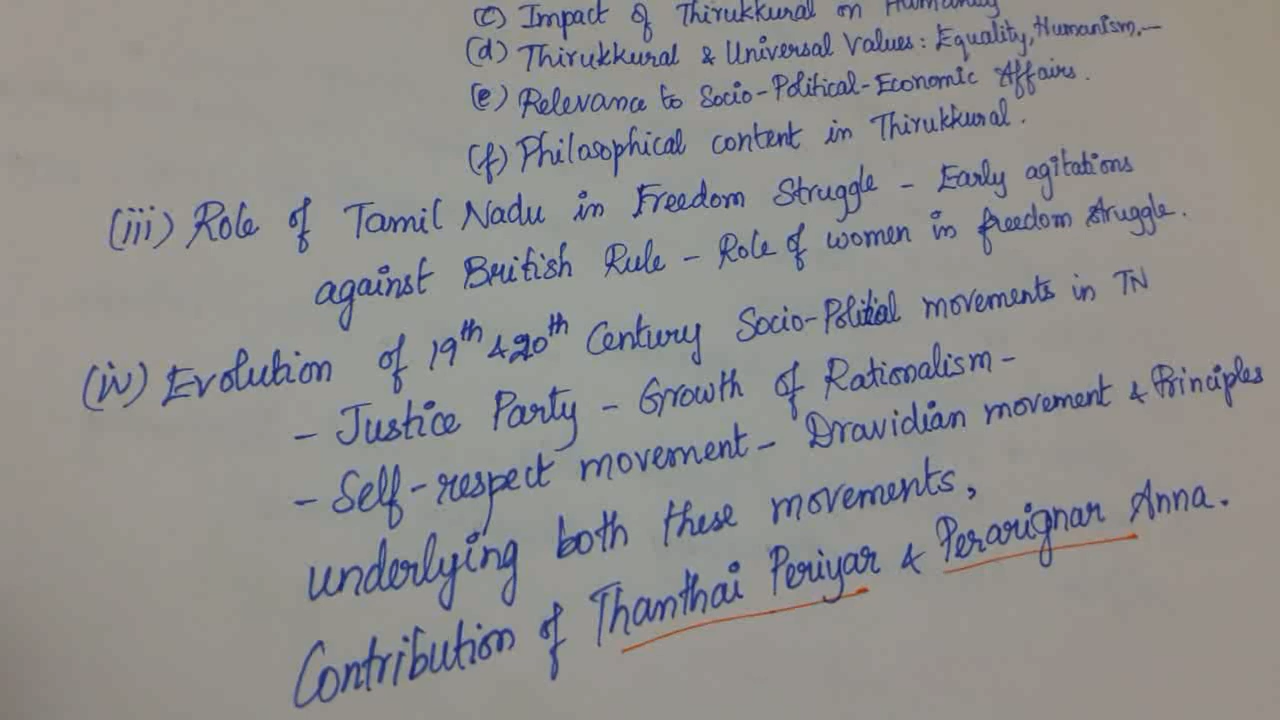 (c) Impact of Thirukkural on Humanity
(d) Thirukkural & Universal Values: Equality, Humanism, —
(e) Relevance to Socio-Political-Economic Affairs.
(f) Philosophical content in Thirukkural.
(iii) Role of Tamil Nadu in Freedom Struggle - Early agitations
against British Rule - Role of women in freedom struggle.
(iv) Evolution of 19th & 20th Century Socio-Political movements in TN
- Justice Party - Growth of Rationalism -
- Self-respect movement - Dravidian movement & Principles
underlying both these movements,
Contribution of Thanthai Periyar & Perarignar Anna.